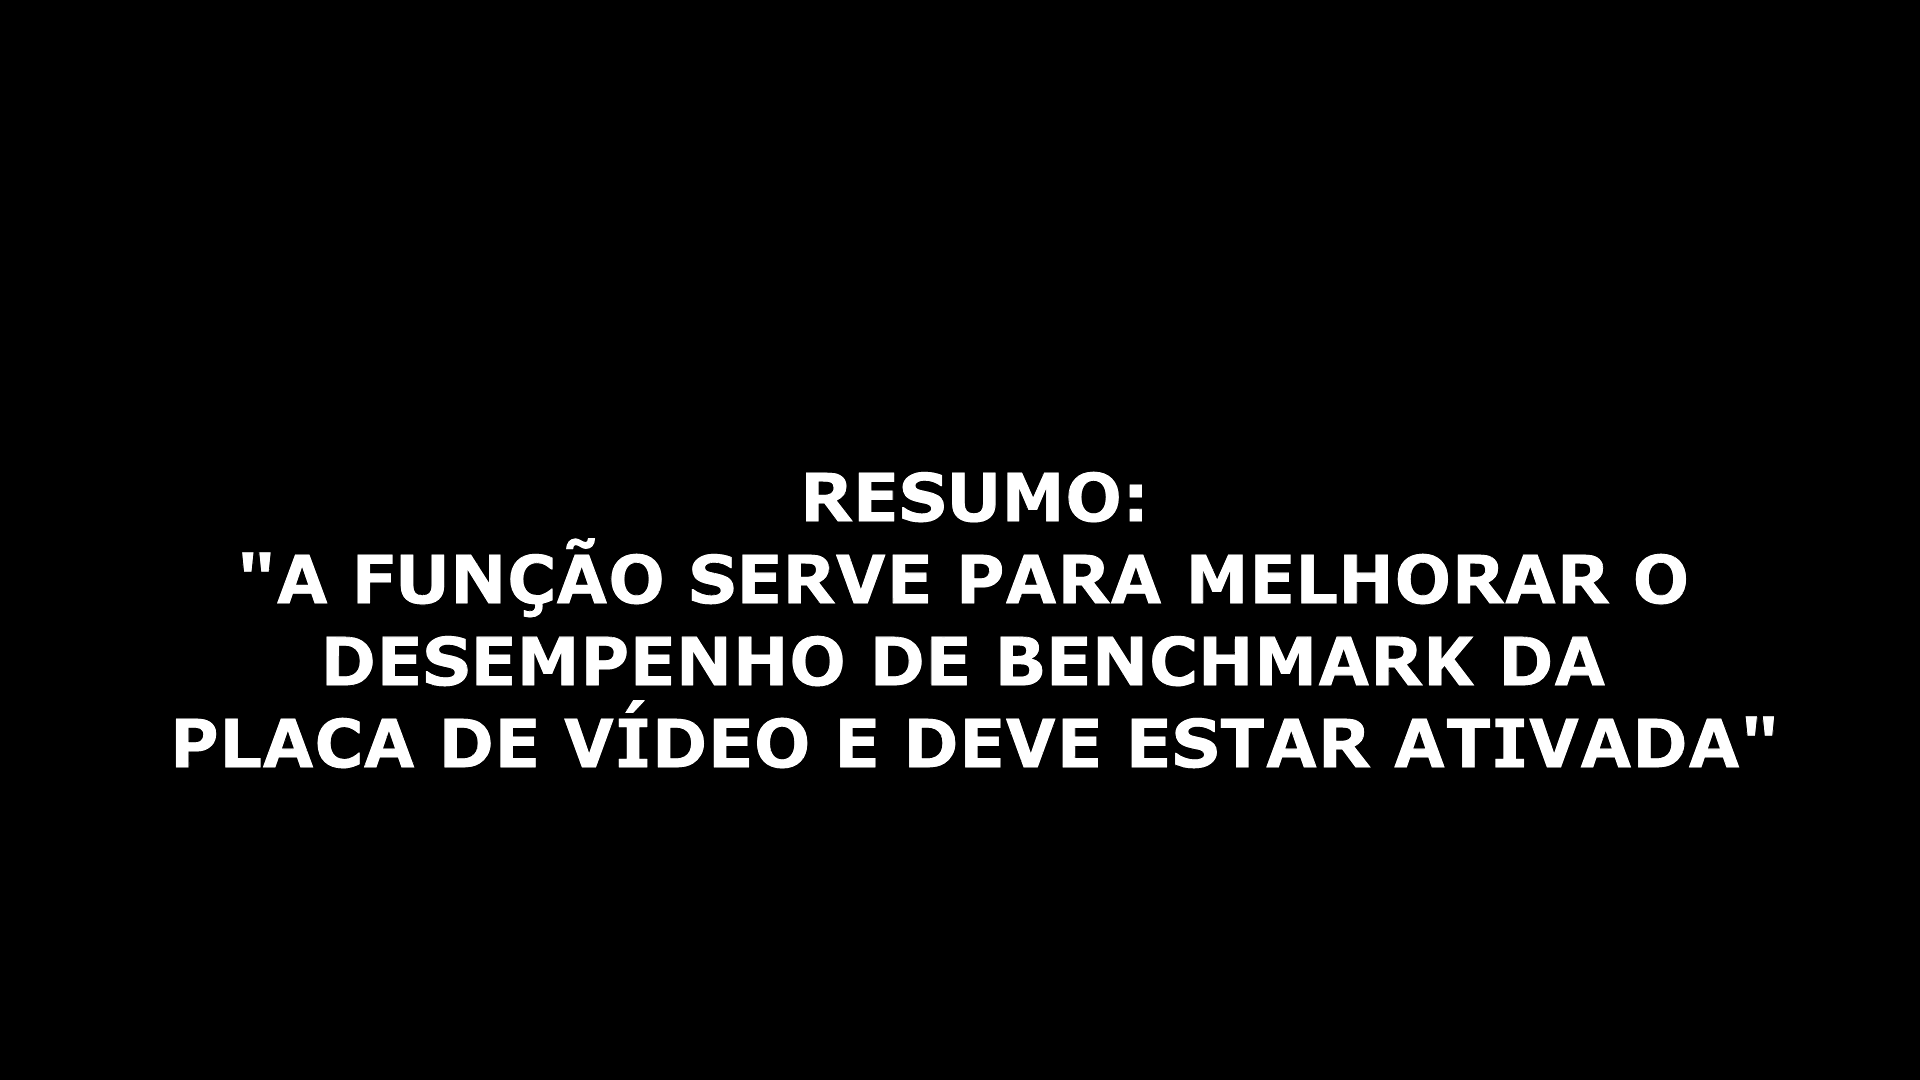 RESUMO:
"A FUNÇÃO SERVE PARA MELHORAR O
DESEMPENHO DE BENCHMARK DA
PLACA DE VÍDEO E DEVE ESTAR ATIVADA"